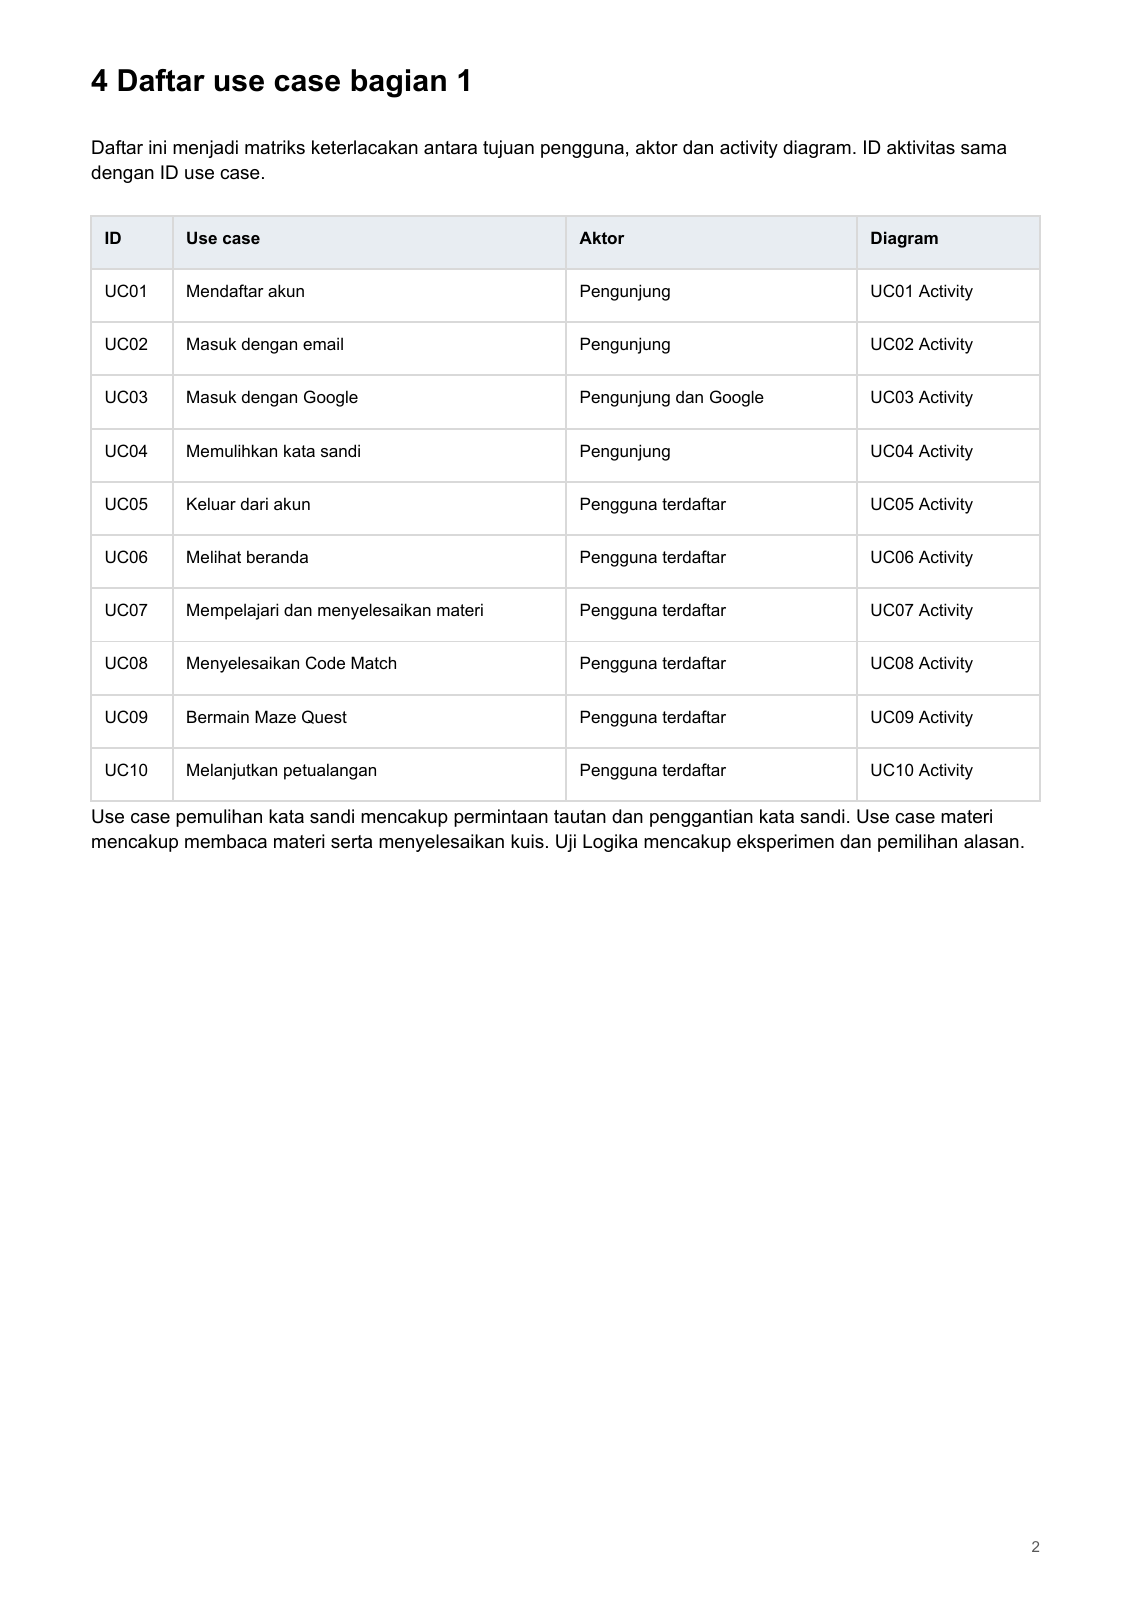 4 Daftar use case bagian 1
Daftar ini menjadi matriks keterlacakan antara tujuan pengguna, aktor dan activity diagram. ID aktivitas sama
dengan ID use case.
ID Use case Aktor Diagram
UC01 Mendaftar akun Pengunjung UC01 Activity
UC02 Masuk dengan email Pengunjung UC02 Activity
UC03 Masuk dengan Google Pengunjung dan Google UC03 Activity
UC04 Memulihkan kata sandi Pengunjung UC04 Activity
UC05 Keluar dari akun Pengguna terdaftar UC05 Activity
UC06 Melihat beranda Pengguna terdaftar UC06 Activity
UC07 Mempelajari dan menyelesaikan materi Pengguna terdaftar UC07 Activity
UC08 Menyelesaikan Code Match Pengguna terdaftar UC08 Activity
UC09 Bermain Maze Quest Pengguna terdaftar UC09 Activity
UC10 Melanjutkan petualangan Pengguna terdaftar UC10 Activity
Use case pemulihan kata sandi mencakup permintaan tautan dan penggantian kata sandi. Use case materi
mencakup membaca materi serta menyelesaikan kuis. Uji Logika mencakup eksperimen dan pemilihan alasan.
2